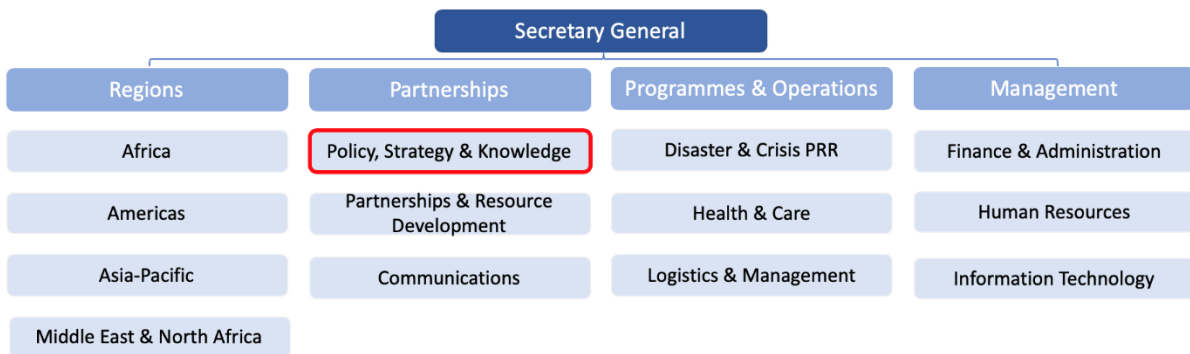 Secretary General
Regions
Partnerships
Programmes & Operations
Management
Africa
Policy, Strategy & Knowledge
Disaster & Crisis PRR
Finance & Administration
Americas
Partnerships & Resource
Development
Health & Care
Human Resources
Asia-Pacific
Communications
Logistics & Management
Information Technology
Middle East & North Africa